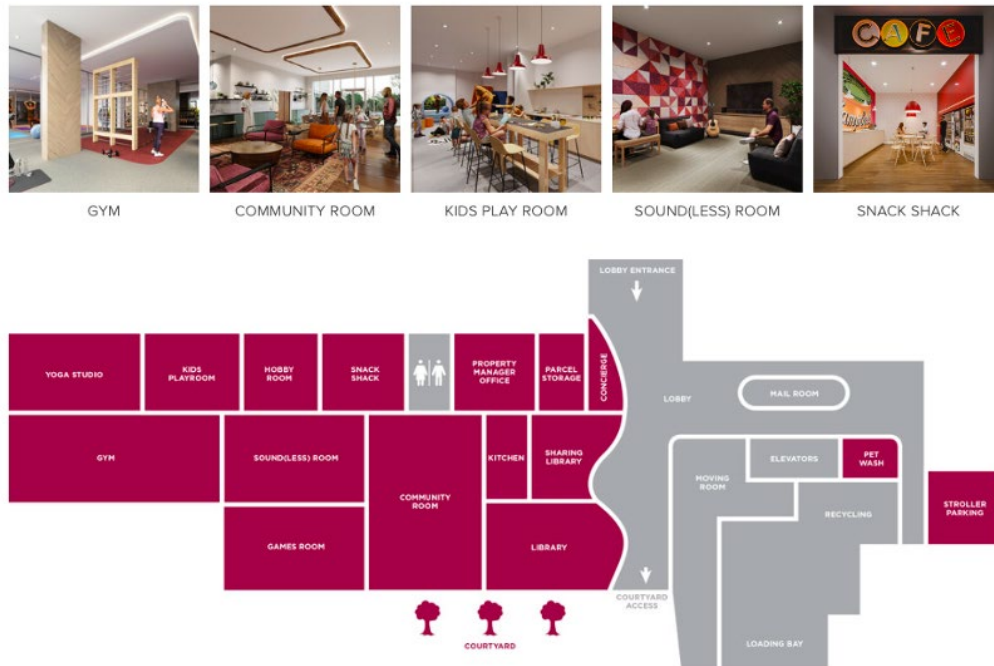 CAFE
GYM
COMMUNITY ROOM
KIDS PLAY ROOM
SOUND(LESS) ROOM
SNACK SHACK
LOBBY ENTRANCE
YOGA STUDIO
KIDS
PLAYROOM
HOBBY
ROOM
SNACK
SHACK
PROPERTY
MANAGER
OFFICE
PARCEL
STORAGE
CONCIERGE
LOBBY
MAIL ROOM
GYM
SOUND(LESS) ROOM
COMMUNITY
ROOM
KITCHEN
SHARING
LIBRARY
MOVING
ROOM
ELEVATORS
PET
WASH
RECYCLING
STROLLER
PARKING
GAMES ROOM
LIBRARY
COURTYARD
ACCESS
COURTYARD
LOADING BAY